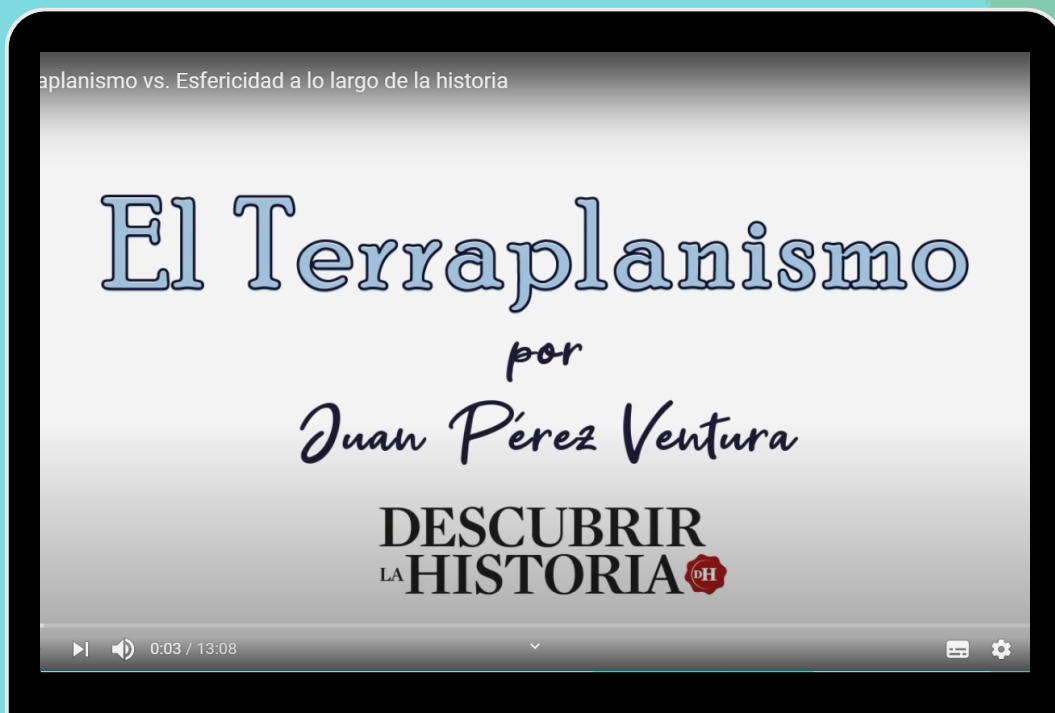 aplanismo vs. Esfericidad a lo largo de la historia
El Terraplanismo
por
Juan Pérez Ventura
DESCUBRIR
LA HISTORIA DH
0:03 / 13:08